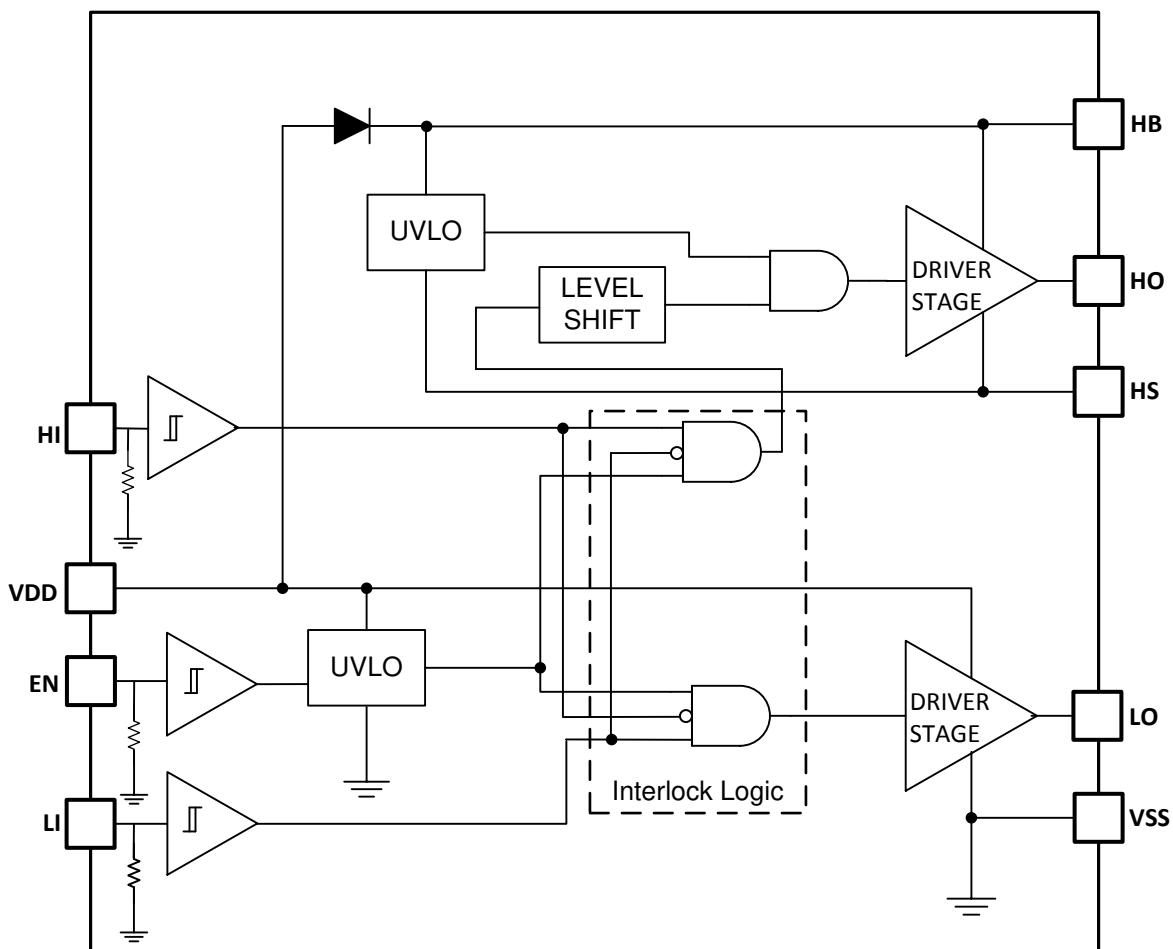 HB
UVLO
LEVEL
SHIFT
DRIVER
STAGE
HO
HS
HI
VDD
EN
UVLO
DRIVER
STAGE
LO
Interlock Logic
LI
VSS